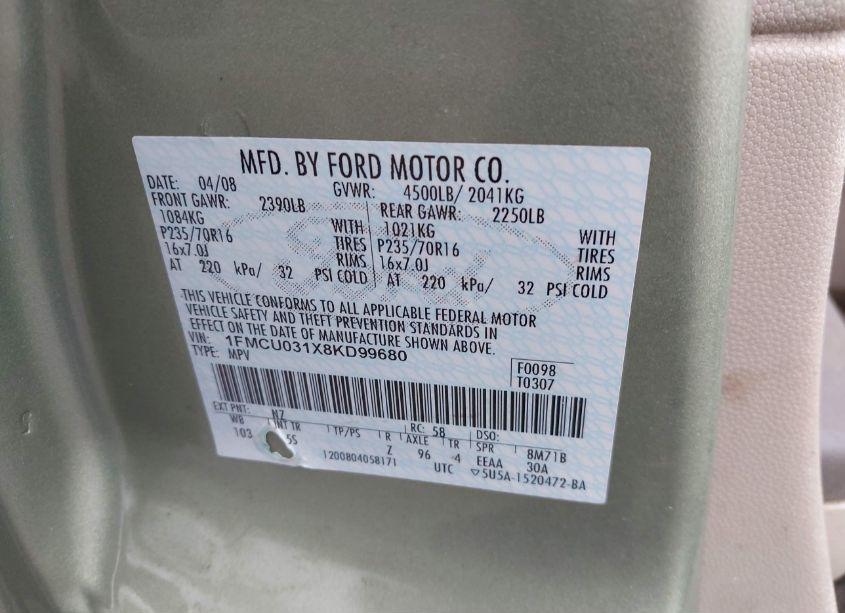 MFD. BY FORD MOTOR CO.
DATE: 04/08 GVWR: 4500LB/ 2041KG
FRONT GAWR: 2390LB REAR GAWR: 2250LB
1084KG WITH 1021KG WITH
P235/70R16 TIRES P235/70R16 TIRES
16x7.0J RIMS 16x7.0J RIMS
AT 220 kPa/ 32 PSI COLD AT 220 kPa/ 32 PSI COLD
THIS VEHICLE CONFORMS TO ALL APPLICABLE FEDERAL MOTOR
VEHICLE SAFETY AND THEFT PREVENTION STANDARDS IN
EFFECT ON THE DATE OF MANUFACTURE SHOWN ABOVE.
VIN: 1FMCU031X8KD99680
TYPE: MPV
F0098
T0307
EXT PNT: NZ RC: 58 DSO:
WB INT TR TP/PS R AXLE TR SPR 8M71B
103 5S Z 96 4 EEAA 30A
1200804058171 UTC ▽5U5A-1520472-BA